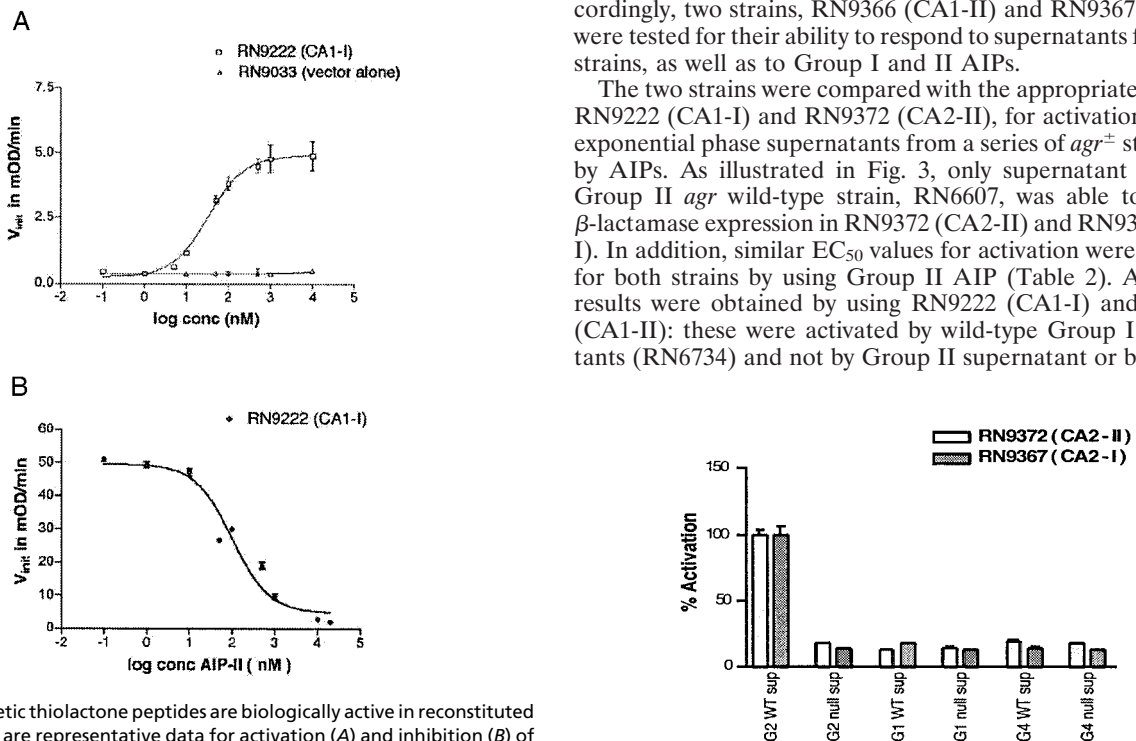 A
RN9222 (CA1-I)
RN9033 (vector alone)
7.5
5.0
2.5
0.0
V_init in mOD/min
-2 -1 0 1 2 3 4 5
log conc (nM)
B
RN9222 (CA1-I)
60
50
40
30
20
10
0
V_init in mOD/min
-2 -1 0 1 2 3 4 5
log conc AIP-II ( nM )
etic thiolactone peptides are biologically active in reconstituted
are representative data for activation (A) and inhibition (B) of
cordingly, two strains, RN9366 (CA1-II) and RN9367
were tested for their ability to respond to supernatants f
strains, as well as to Group I and II AIPs.
The two strains were compared with the appropriate
RN9222 (CA1-I) and RN9372 (CA2-II), for activation
exponential phase supernatants from a series of agr± st
by AIPs. As illustrated in Fig. 3, only supernatant
Group II agr wild-type strain, RN6607, was able to
β-lactamase expression in RN9372 (CA2-II) and RN93
I). In addition, similar EC50 values for activation were
for both strains by using Group II AIP (Table 2). A
results were obtained by using RN9222 (CA1-I) and
(CA1-II): these were activated by wild-type Group I
tants (RN6734) and not by Group II supernatant or b
RN9372 ( CA2 - II)
RN9367 ( CA2 - I)
150
100
50
0
% Activation
G2 WT sup
G2 null sup
G1 WT sup
G1 null sup
G4 WT sup
G4 null sup